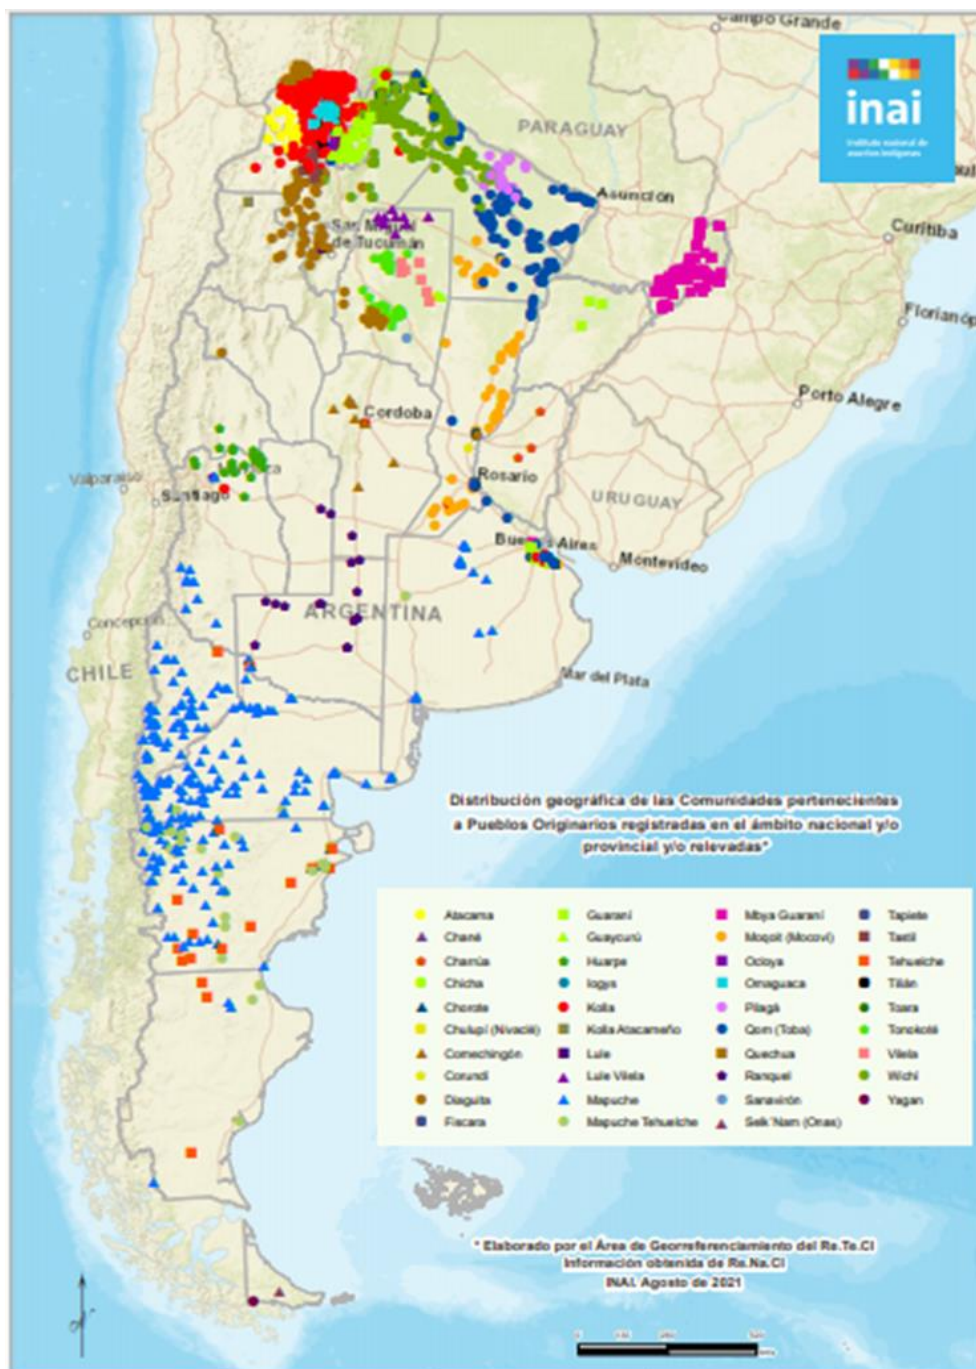 Campo Grande
inai
Instituto nacional de
asuntos indígenas
PARAGUAY
Asunción
Curitiba
San Miguel
de Tucumán
Florianóp
Cordoba
Porto Alegre
Valparaíso
Santiago
Rosario
URUGUAY
Buenos Aires
Montevideo
ARGENTINA
Concepción
CHILE
Mar del Plata
Distribución geográfica de las Comunidades pertenecientes
a Pueblos Originarios registradas en el ámbito nacional y/o
provincial y/o relevadas*
Atacama Guaraní Mbya Guaraní Tapiete
Chané Guaycurú Moqoit (Mocoví) Tastil
Charrúa Huarpe Ocloya Tehuelche
Chicha Iogys Omaguaca Tilián
Chorote Kolla Pilagá Toara
Chulupí (Nivaclé) Kolla Atacameño Qom (Toba) Tonokoté
Comechingón Lule Quechua Vilela
Corundí Lule Vilela Ranquel Wichí
Diaguita Mapuche Sanavirón Yagan
Fiscara Mapuche Tehuelche Selk'Nam (Onas)
* Elaborado por el Área de Georreferenciamiento del Re.Te.CI
Información obtenida de Re.Na.CI
INAI. Agosto de 2021
0 130 260 520